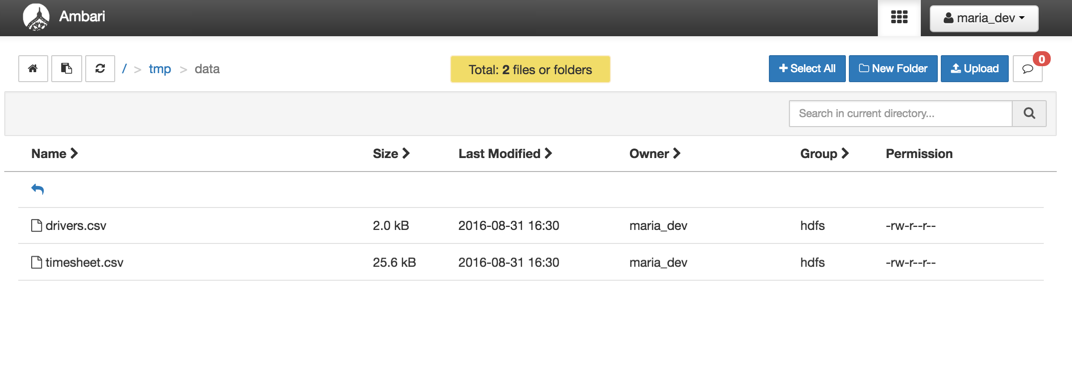 Ambari
maria_dev
/ > tmp > data
Total: 2 files or folders
Select All
New Folder
Upload
0
Search in current directory...
Name Size Last Modified Owner Group Permission
drivers.csv 2.0 kB 2016-08-31 16:30 maria_dev hdfs -rw-r--r--
timesheet.csv 25.6 kB 2016-08-31 16:30 maria_dev hdfs -rw-r--r--